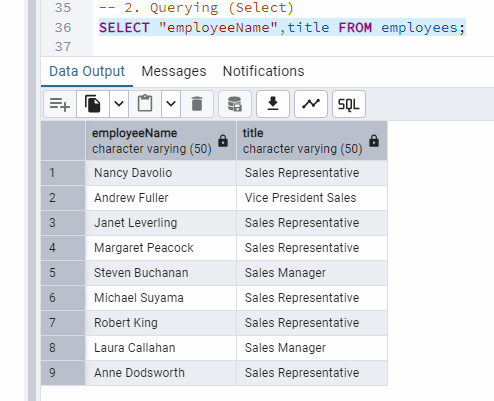 35
-- 2. Querying (Select)
36 SELECT "employeeName",title FROM employees;
37
Data Output Messages Notifications
SQL
employeeName title
character varying (50) character varying (50)
1 Nancy Davolio Sales Representative
2 Andrew Fuller Vice President Sales
3 Janet Leverling Sales Representative
4 Margaret Peacock Sales Representative
5 Steven Buchanan Sales Manager
6 Michael Suyama Sales Representative
7 Robert King Sales Representative
8 Laura Callahan Sales Manager
9 Anne Dodsworth Sales Representative